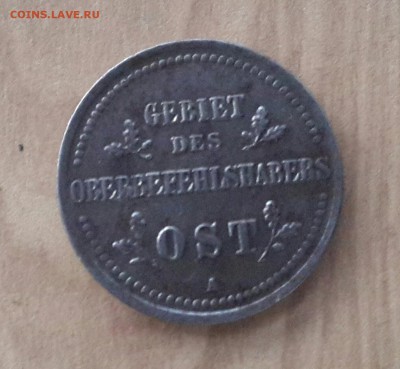 COINS.LAVE.RU
GEBIET
DES
OBERBEFEHLSHABERS
OST
A